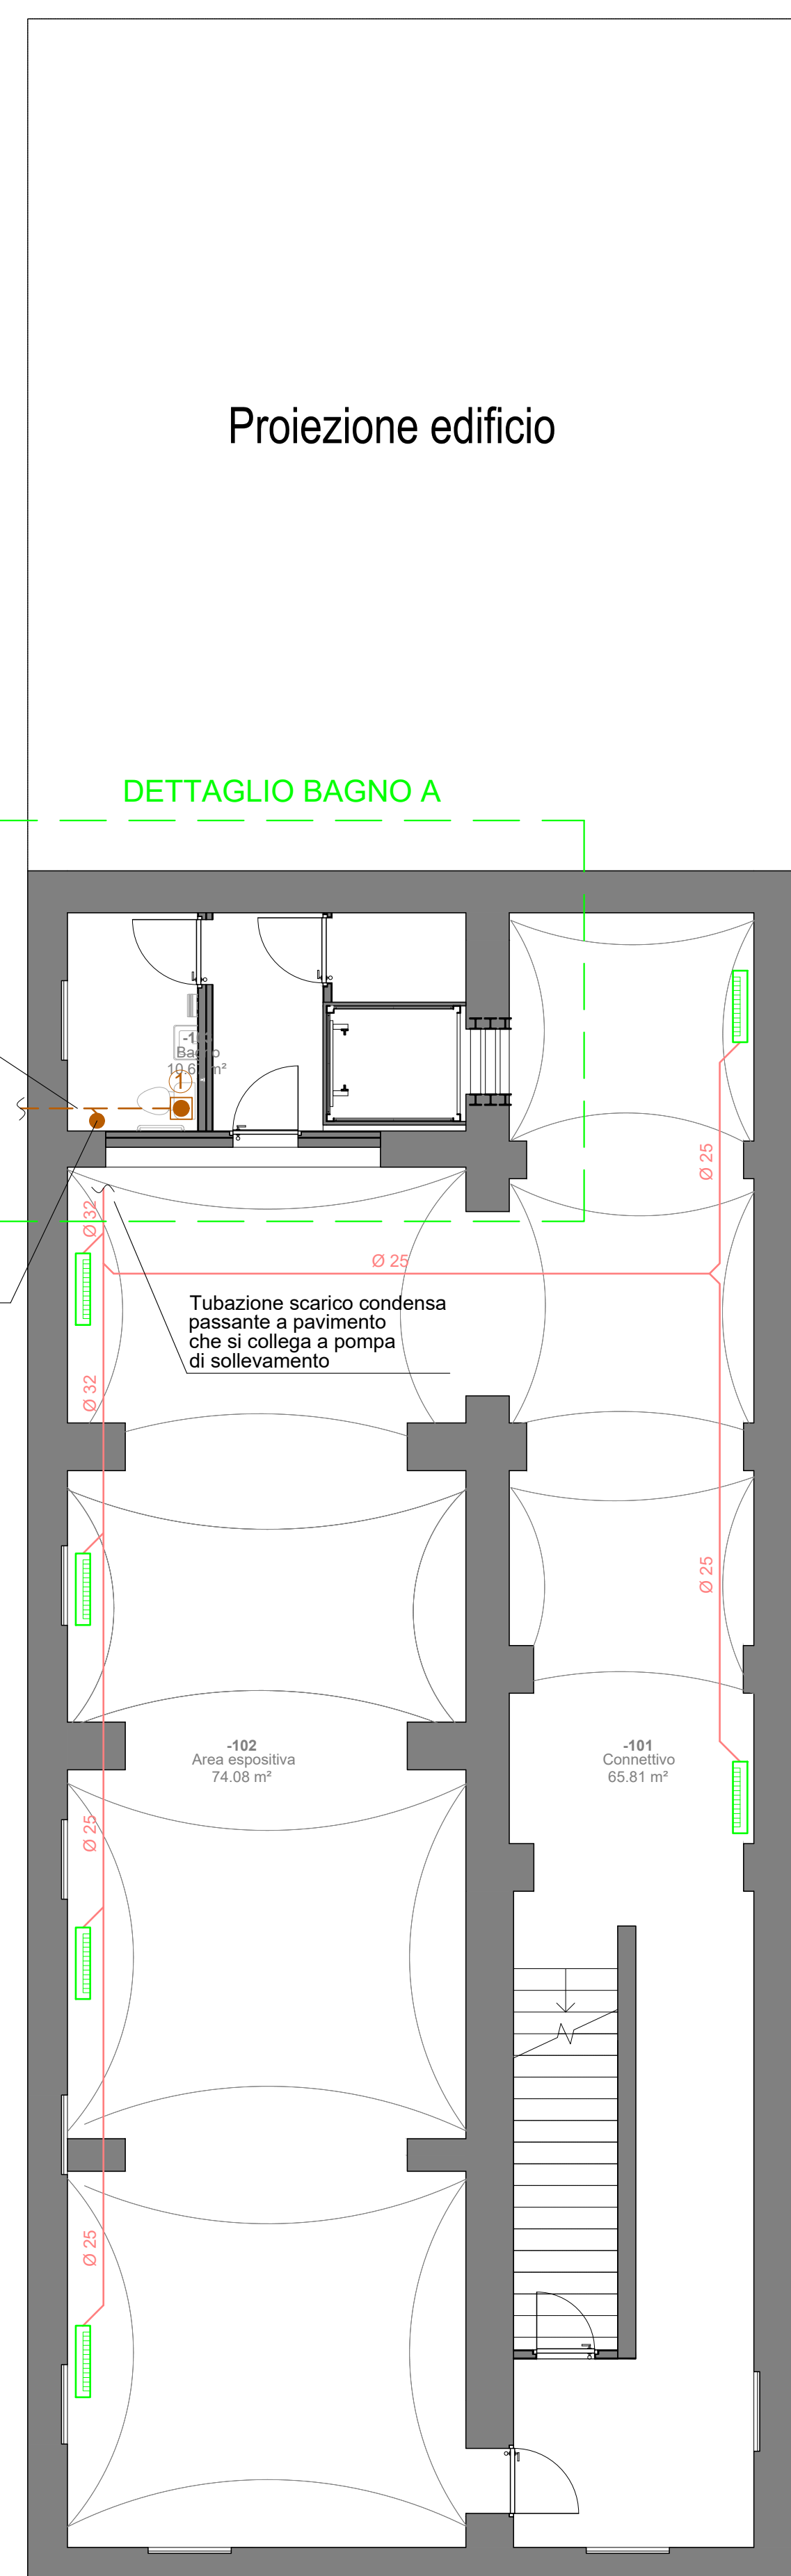 Proiezione edificio
DETTAGLIO BAGNO A
Bagno
1
Ø 32
Ø 25
Ø 25
Tubazione scarico condensa
passante a pavimento
che si collega a pompa
di sollevamento
Ø 32
Ø 25
-102
Area espositiva
74.08 m²
-101
Connettivo
65.81 m²
Ø 25
Ø 25